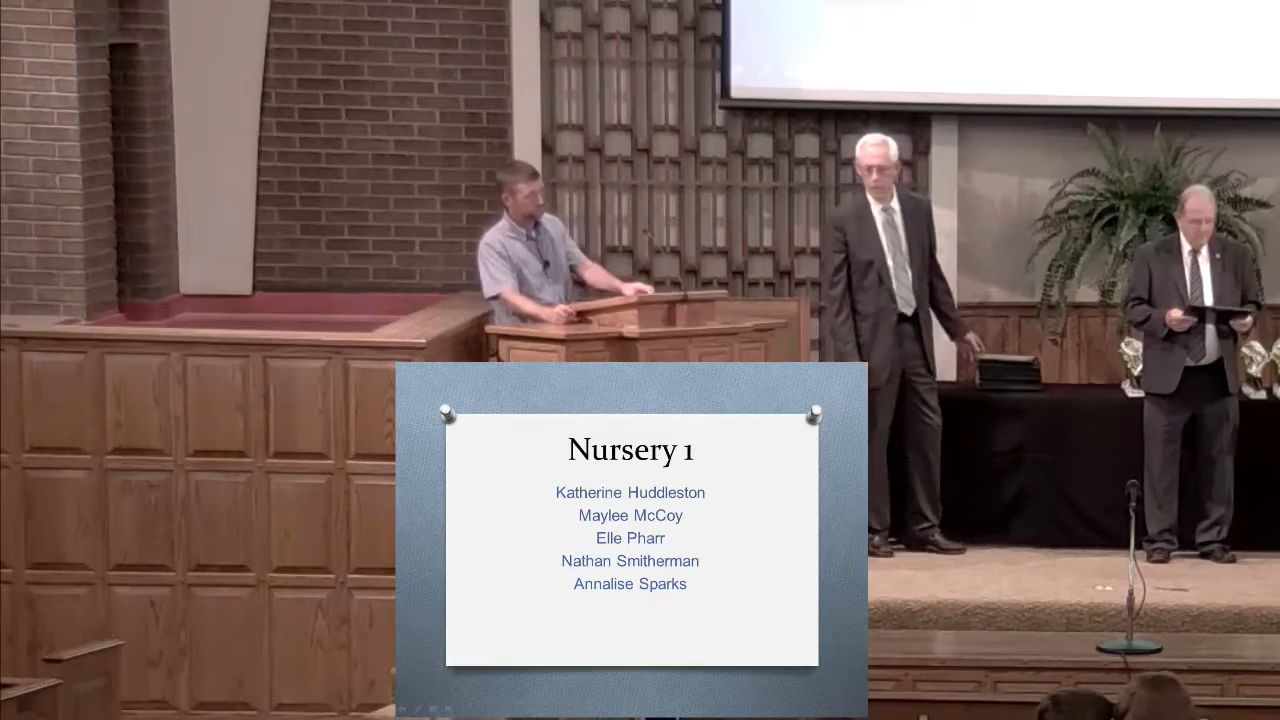 Nursery 1
Katherine Huddleston
Maylee McCoy
Elle Pharr
Nathan Smitherman
Annalise Sparks